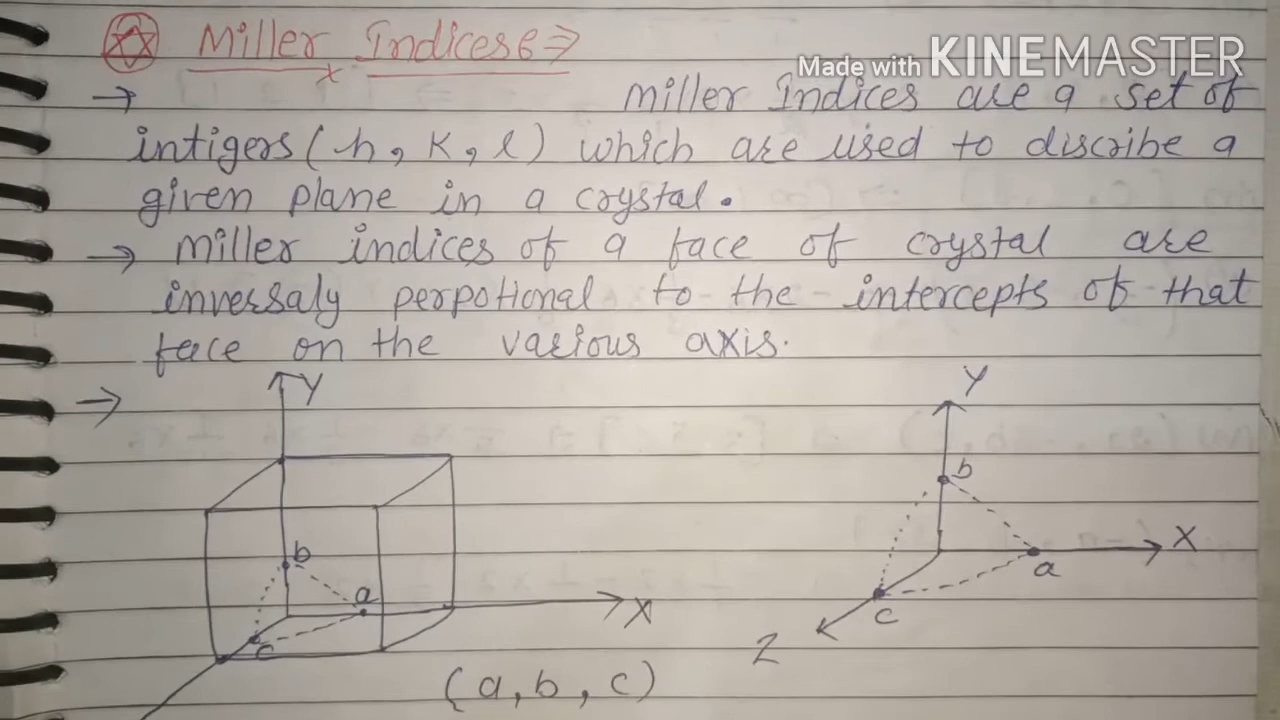 Miller Indices ⇒
Made with KINEMASTER
→ Miller Indices are a set of
intigers (h, K, l) which are used to discribe a
given plane in a crystal.
→ Miller indices of a face of crystal are
inversaly perpotional to the intercepts of that
face on the various axis.
→
Y
b
a
c
X
(a, b, c)
Y
b
X
a
c
Z